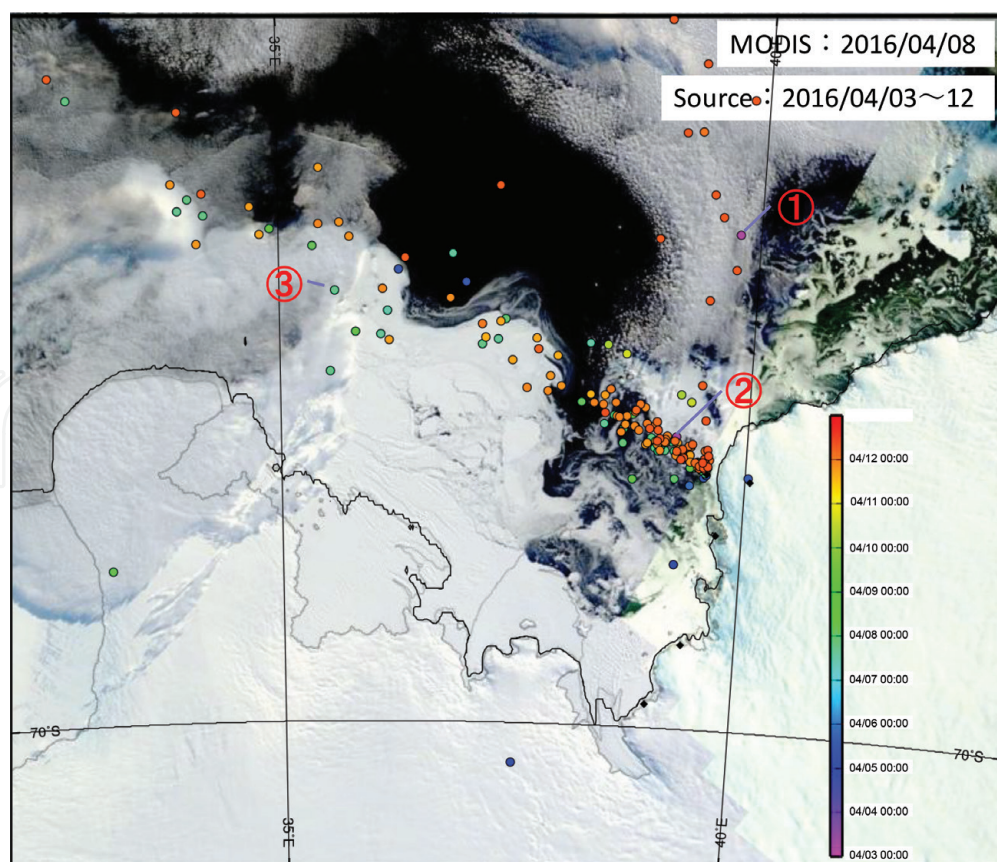 MODIS：2016/04/08
Source：2016/04/03～12
35°E
40°E
①
③
②
04/12 00:00
04/11 00:00
04/10 00:00
04/09 00:00
04/08 00:00
04/07 00:00
04/06 00:00
04/05 00:00
04/04 00:00
04/03 00:00
70°S
70°S
35°E
40°E